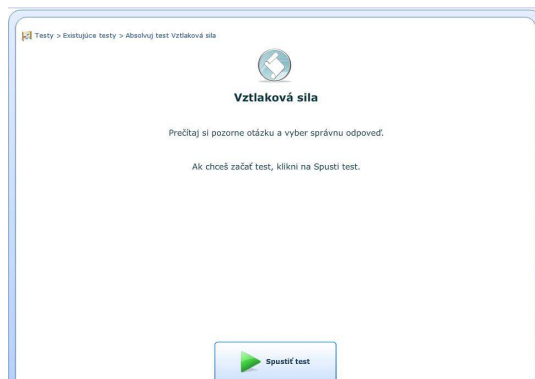 Testy > Existujúce testy > Absolvuj test Vztlaková sila
Vztlaková sila
Prečítaj si pozorne otázku a vyber správnu odpoveď.
Ak chceš začať test, klikni na Spusti test.
Spustiť test